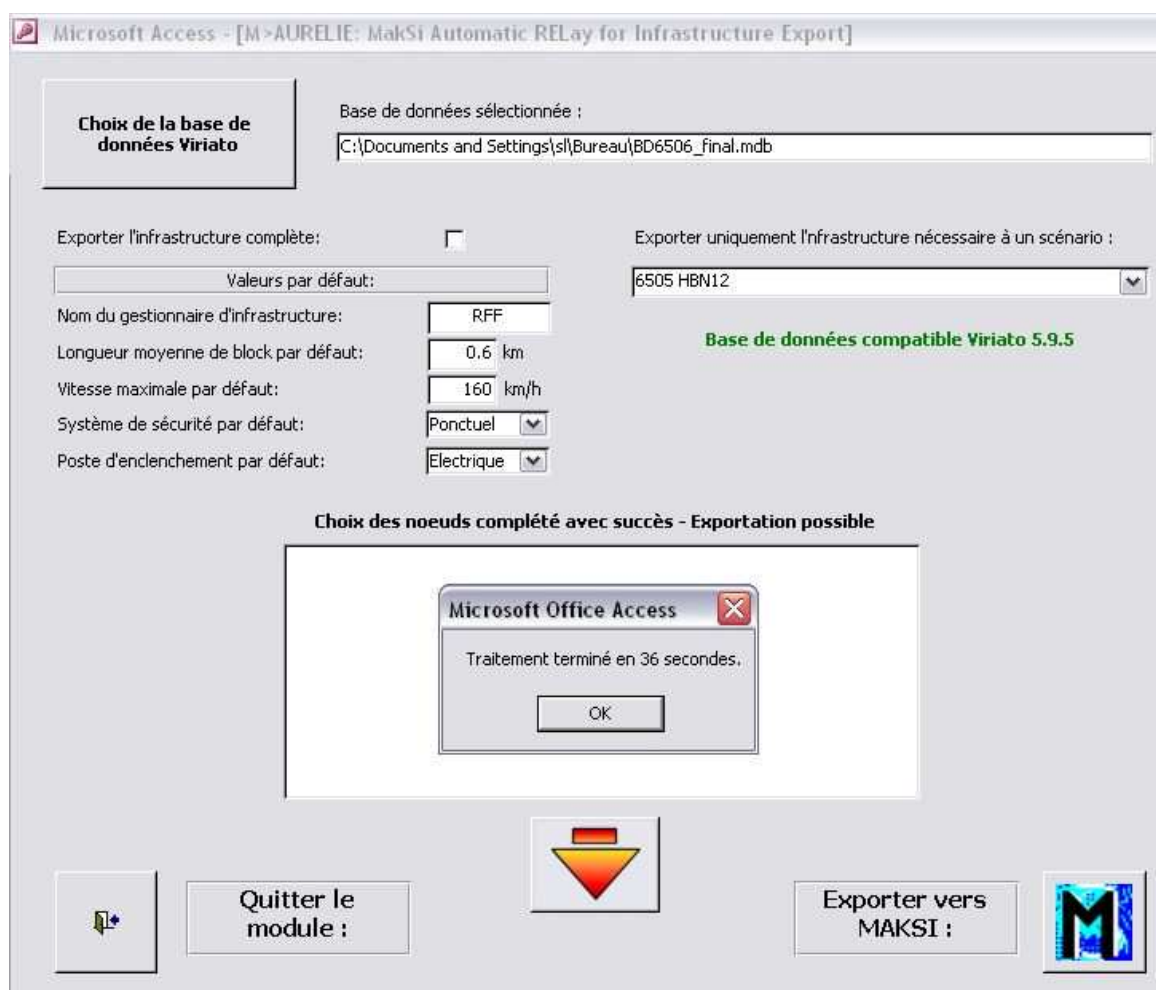 Microsoft Access - [M>AURELIE: MakSi Automatic RELay for Infrastructure Export]
Choix de la base de
données Viriato
Base de données sélectionnée :
C:\Documents and Settings\sl\Bureau\BD6506_final.mdb
Exporter l'infrastructure complète:
Exporter uniquement l'nfrastructure nécessaire à un scénario :
Valeurs par défaut:
6505 HBN12
Nom du gestionnaire d'infrastructure:
RFF
Longueur moyenne de block par défaut:
0.6 km
Base de données compatible Viriato 5.9.5
Vitesse maximale par défaut:
160 km/h
Système de sécurité par défaut:
Ponctuel
Poste d'enclenchement par défaut:
Electrique
Choix des noeuds complété avec succès - Exportation possible
Microsoft Office Access
Traitement terminé en 36 secondes.
OK
Quitter le
module :
Exporter vers
MAKSI :
M